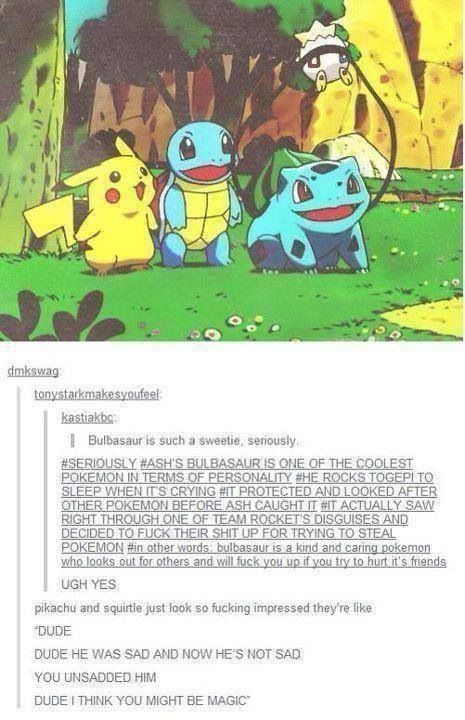 dmkswag:
tonystarkmakesyoufeel:
kastiakbc:
Bulbasaur is such a sweetie, seriously.
#SERIOUSLY #ASH'S BULBASAUR IS ONE OF THE COOLEST
POKEMON IN TERMS OF PERSONALITY #HE ROCKS TOGEPI TO
SLEEP WHEN IT'S CRYING #IT PROTECTED AND LOOKED AFTER
OTHER POKEMON BEFORE ASH CAUGHT IT #IT ACTUALLY SAW
RIGHT THROUGH ONE OF TEAM ROCKET'S DISGUISES AND
DECIDED TO FUCK THEIR SHIT UP FOR TRYING TO STEAL
POKEMON #in other words: bulbasaur is a kind and caring pokemon
who looks out for others and will fuck you up if you try to hurt it's friends
UGH YES
pikachu and squirtle just look so fucking impressed they're like
"DUDE
DUDE HE WAS SAD AND NOW HE'S NOT SAD
YOU UNSADDED HIM
DUDE I THINK YOU MIGHT BE MAGIC"